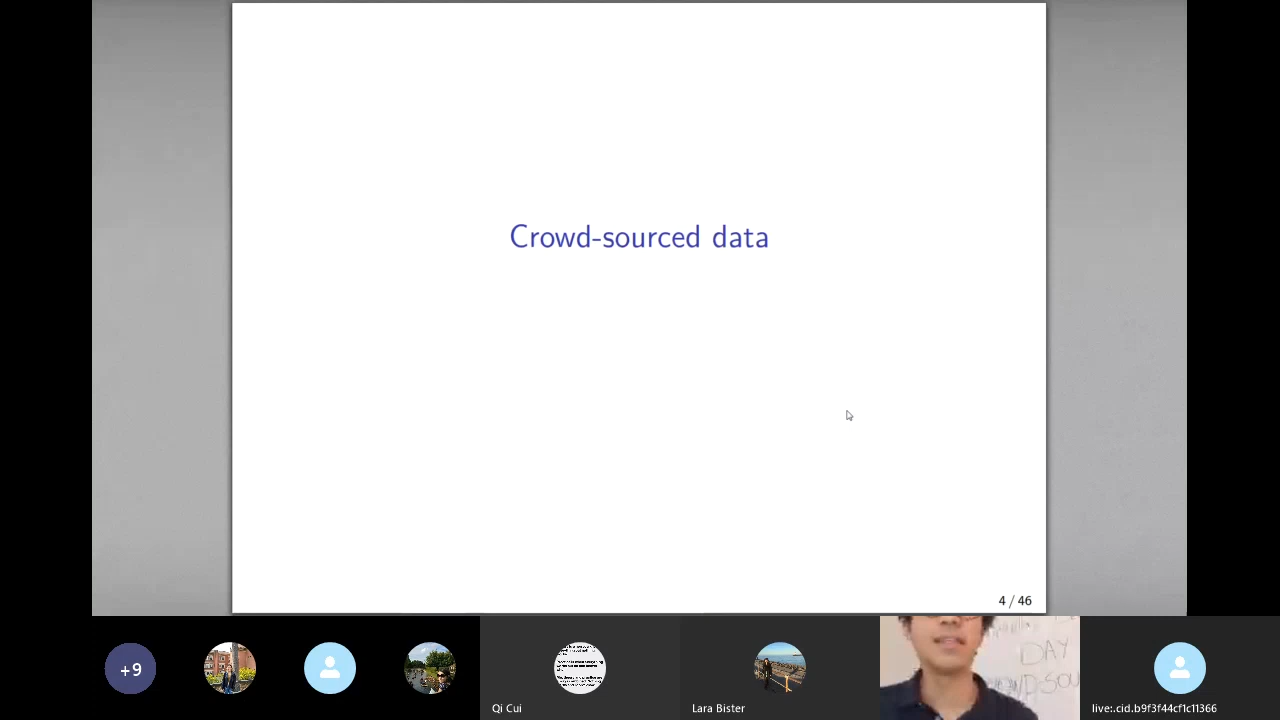 Crowd-sourced data
4 / 46
+9
DAY
Qi Cui
Lara Bister
live:.cid.b9f3f44cf1c11366